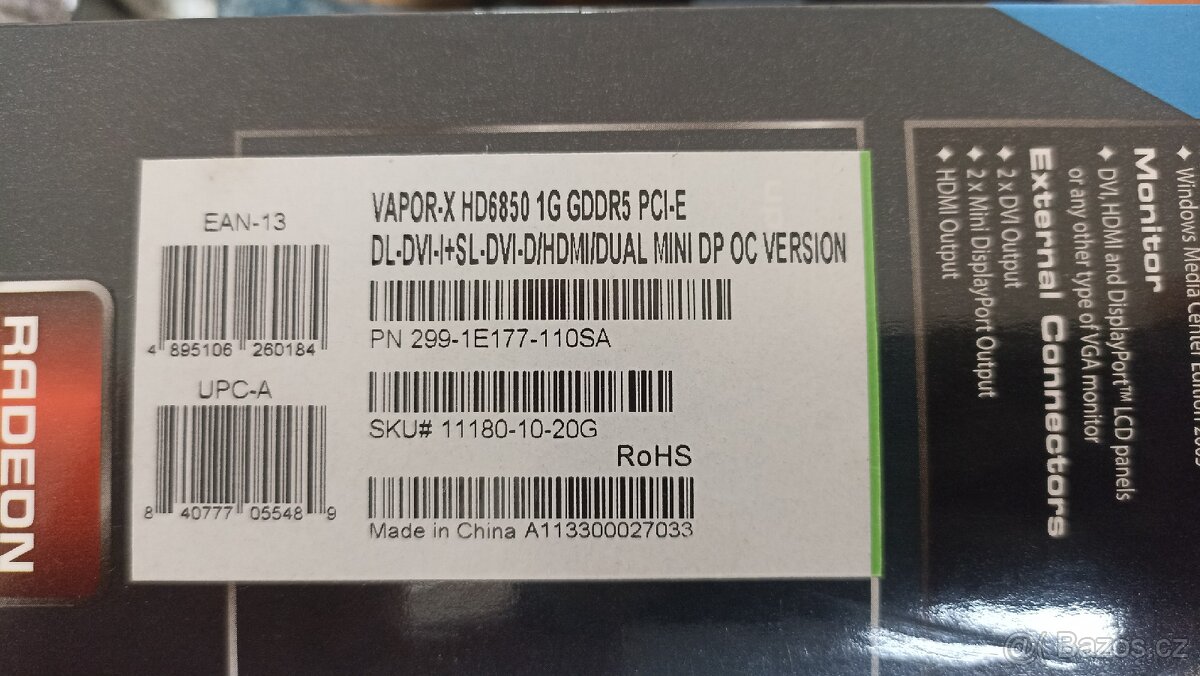 EAN-13
4 895106 260184
UPC-A
8 40777 05548 9
VAPOR-X HD6850 1G GDDR5 PCI-E
DL-DVI-I+SL-DVI-D/HDMI/DUAL MINI DP OC VERSION
PN 299-1E177-110SA
SKU# 11180-10-20G
RoHS
Made in China A113300027033
RADEON
♦ Windows Media Center Edition 2005
Monitor
♦ DVI, HDMI and DisplayPort™ LCD panels
or any other type of VGA monitor
External Connectors
♦ 2 x DVI Output
♦ 2 x Mini DisplayPort Output
♦ HDMI Output
@( Bazos.cz